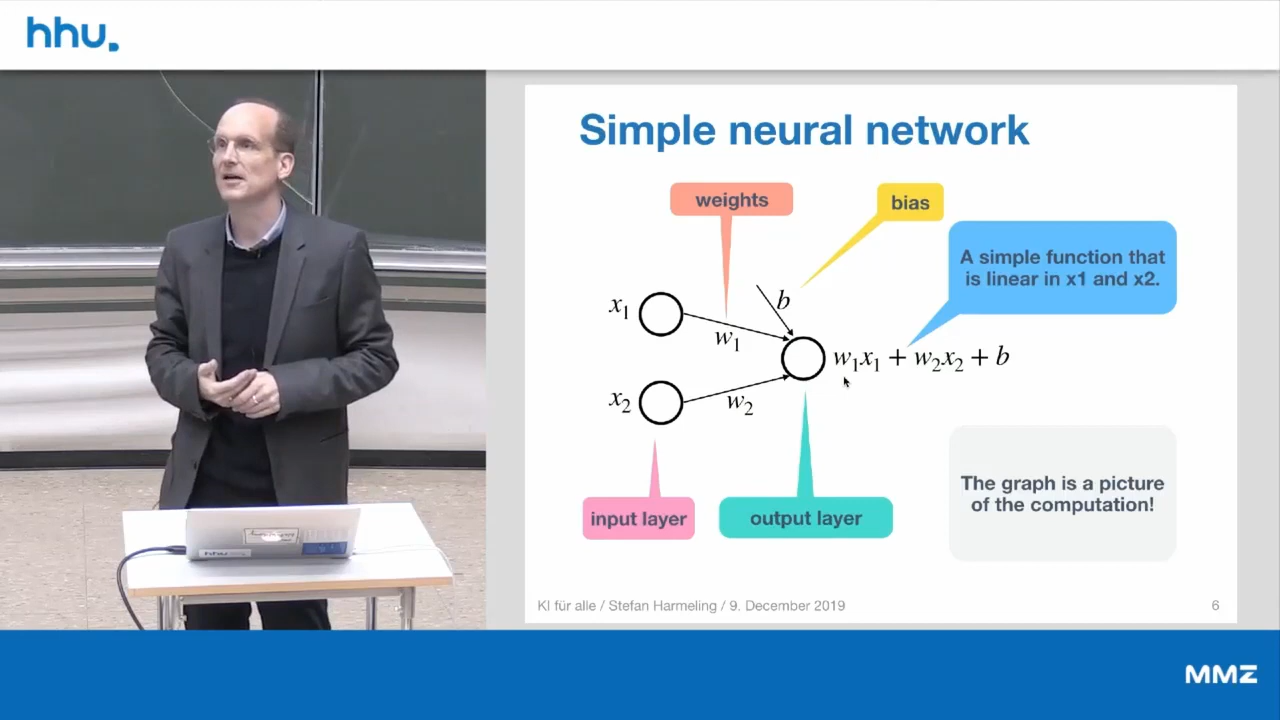 hhu.
Simple neural network
weights
bias
A simple function that
is linear in x1 and x2.
x₁
b
w₁
w₁x₁ + w₂x₂ + b
x₂
w₂
The graph is a picture
of the computation!
input layer
output layer
hhu
KI für alle / Stefan Harmeling / 9. December 2019
6
MMZ